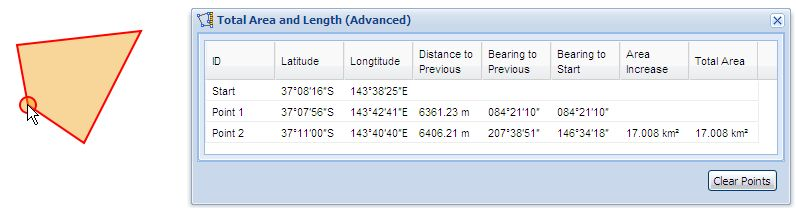 Total Area and Length (Advanced)
ID Latitude Longtitude Distance to Previous Bearing to Previous Bearing to Start Area Increase Total Area
Start 37°08'16"S 143°38'25"E
Point 1 37°07'56"S 143°42'41"E 6361.23 m 084°21'10" 084°21'10"
Point 2 37°11'00"S 143°40'40"E 6406.21 m 207°38'51" 146°34'18" 17.008 km² 17.008 km²
Clear Points